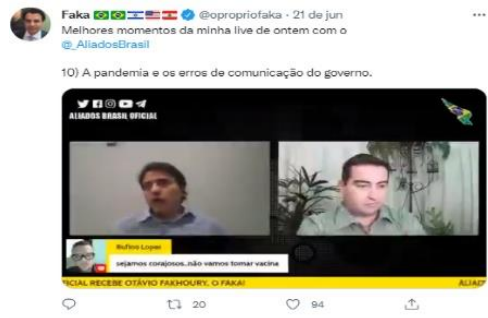 Faka @opropriofaka · 21 de jun
Melhores momentos da minha live de ontem com o
@_AliadosBrasil
10) A pandemia e os erros de comunicação do governo.
ALIADOS BRASIL OFICIAL
Rufino Lopes
sejamos corajosos..não vamos tomar vacina
ICIAL RECEBE OTÁVIO FAKHOURY, O FAKA!
ALIAD
20
94